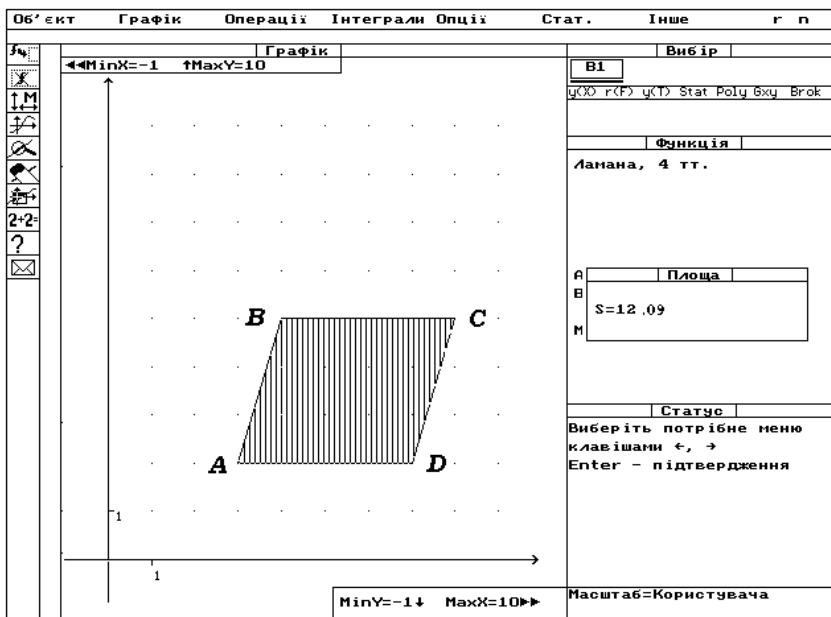 Об'єкт Графік Операції Інтеграли Опції Стат. Інше r n
Графік
◄◄MinX=-1 ↑MaxY=10
2+2=
?
B
C
A
D
1
1
MinY=-1↓ MaxX=10►►
Вибір
B1
y(X) r(F) y(T) Stat Poly Gxy Brok
Функція
Ламана, 4 тт.
A
B
M
Площа
S=12.09
Статус
Виберіть потрібне меню
клавішами ←, →
Enter - підтвердження
Масштаб=Користувача